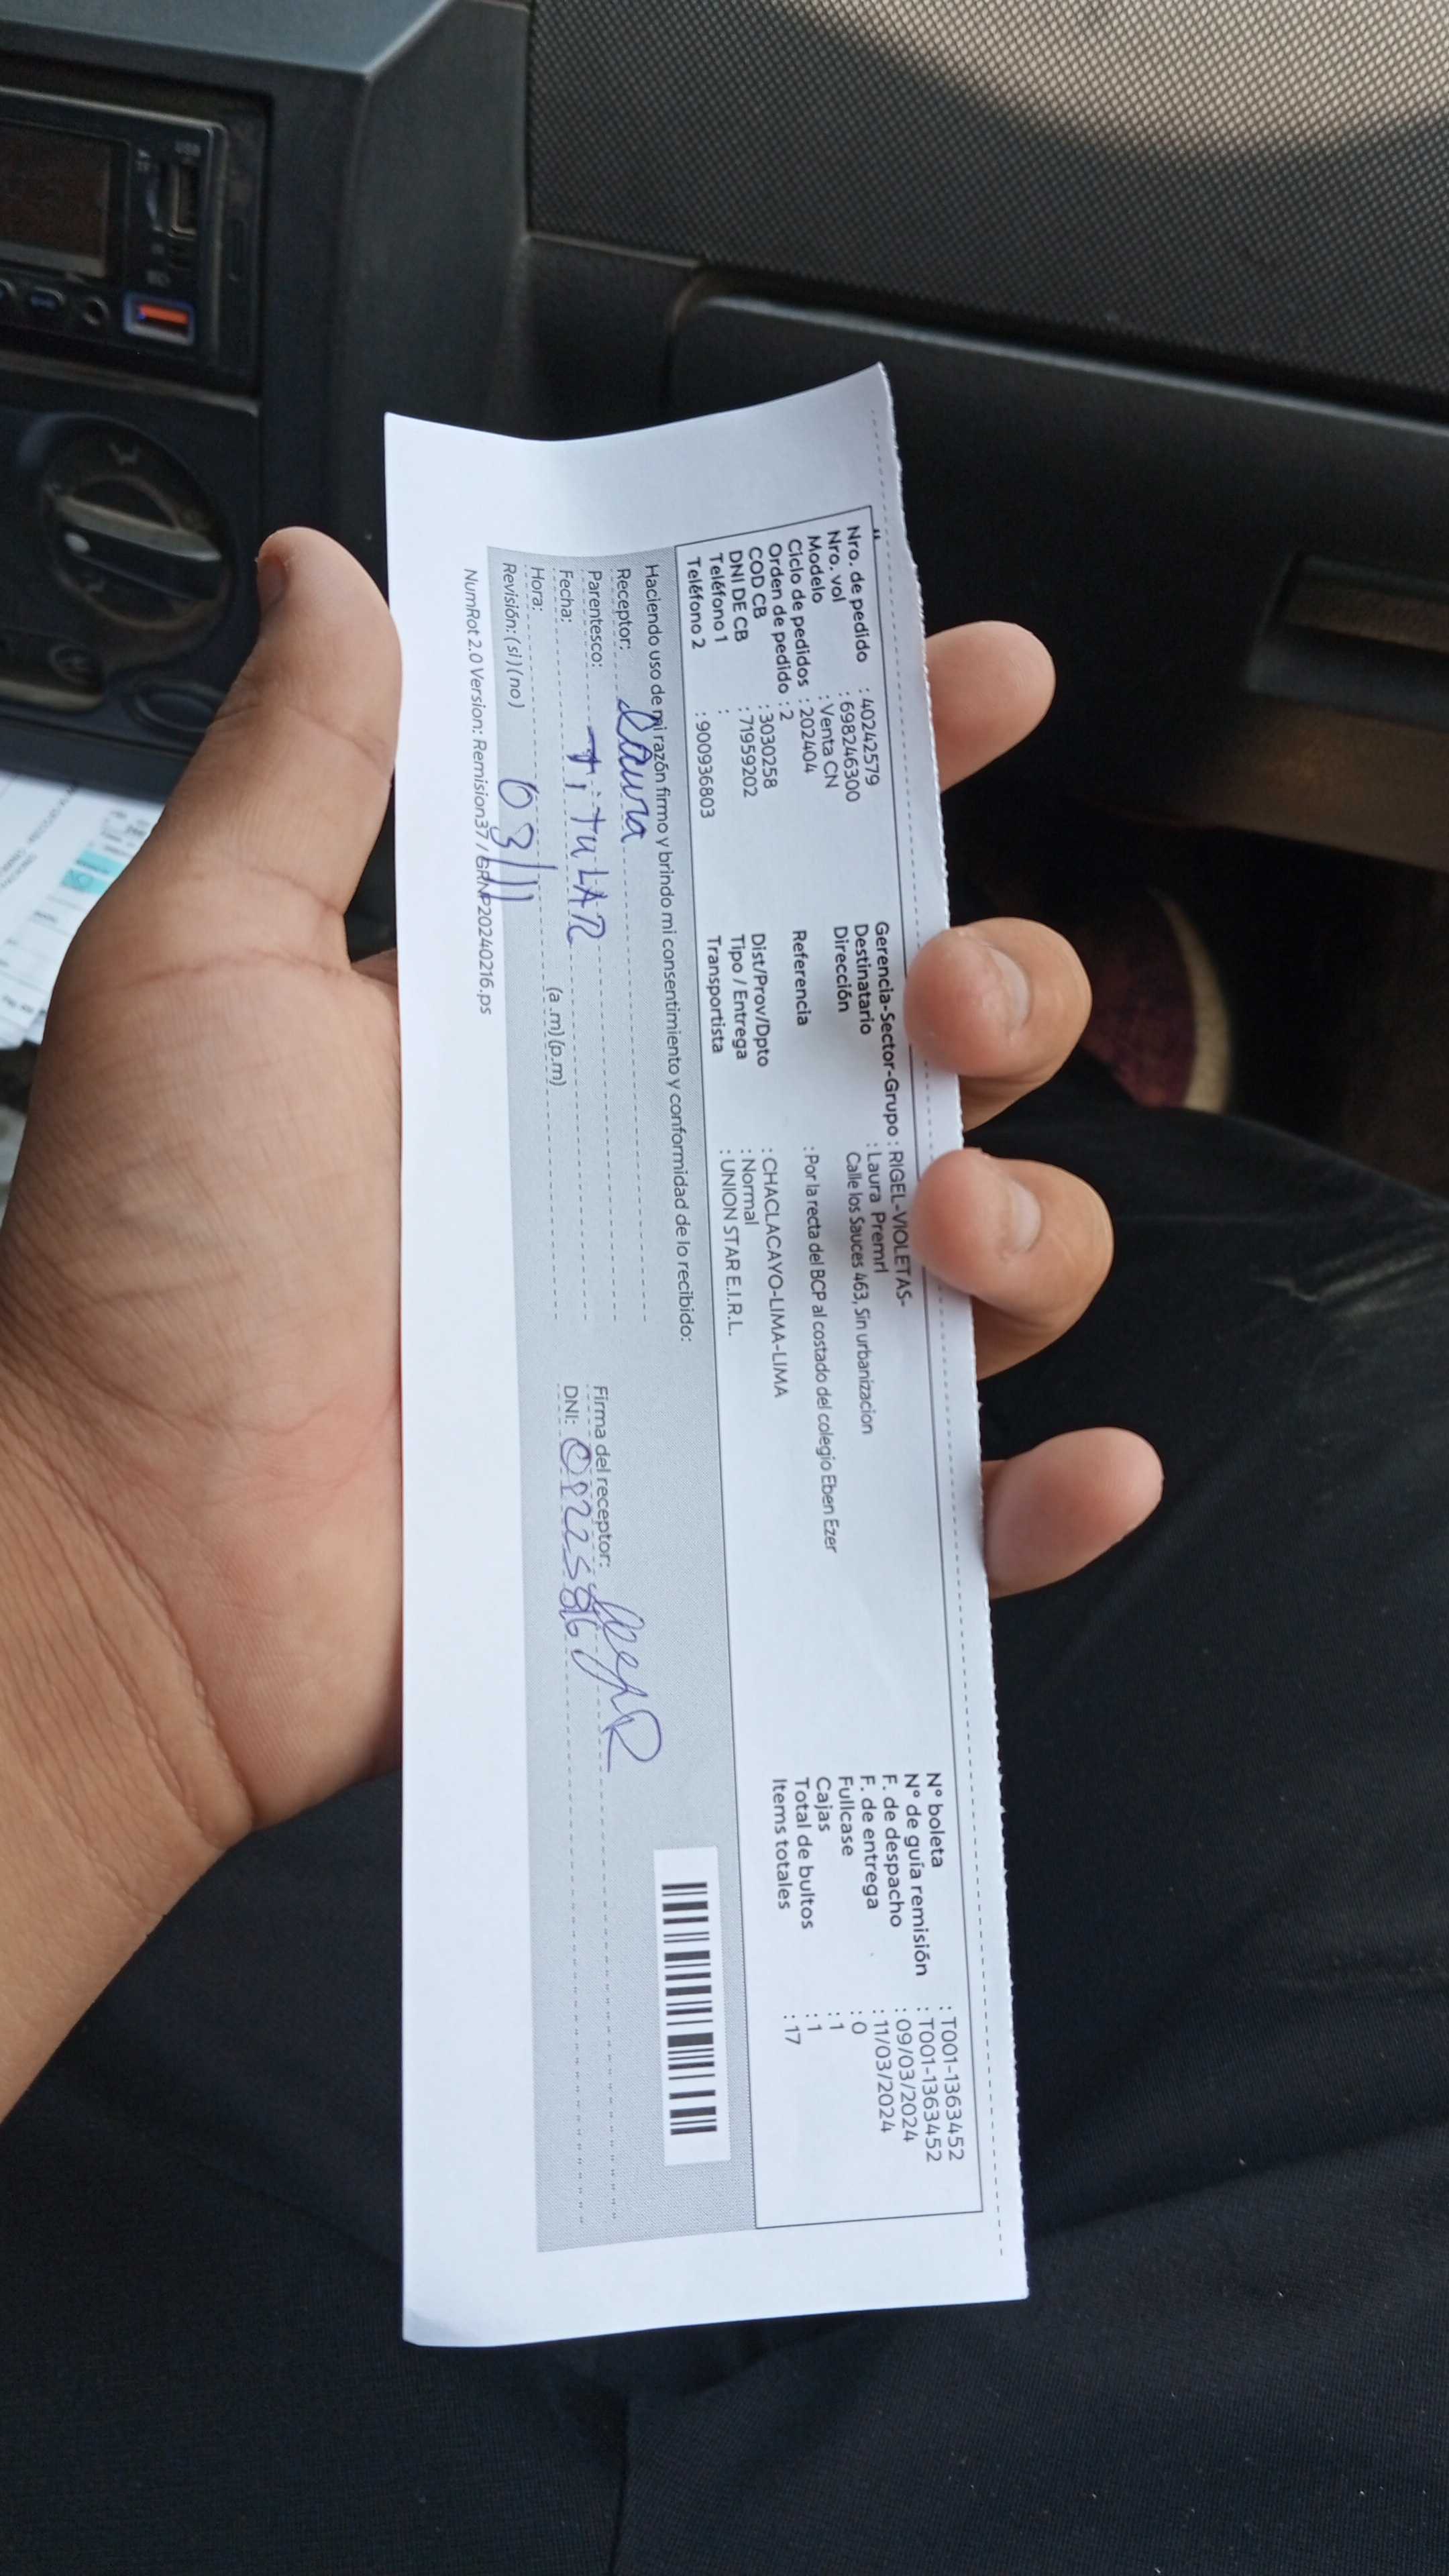 Nro. de pedido : 40242579
Nro. vol : 698246300
Modelo : Venta CN
Ciclo de pedidos : 202404
Orden de pedido : 2
COD CB : 3030258
DNI DE CB : 71959202
Teléfono 1 :
Teléfono 2 : 900936803
Gerencia-Sector-Grupo : RIGEL-VIOLETAS-
Destinatario : Laura Premrl
Dirección Calle los Sauces 463, Sin urbanizacion
Referencia : Por la recta del BCP al costado del colegio Eben Ezer
Dist/Prov/Dpto : CHACLACAYO-LIMA-LIMA
Tipo / Entrega : Normal
Transportista : UNION STAR E.I.R.L.
N° boleta : T001-1363452
N° de guía remisión : T001-1363452
F. de despacho : 09/03/2024
F. de entrega : 11/03/2024
Fullcase : 0
Cajas : 1
Total de bultos : 1
Items totales : 17
Haciendo uso de mi razón firmo y brindo mi consentimiento y conformidad de lo recibido:
Receptor: Laura
Parentesco: TiTuLAR
Fecha:
Hora: (a .m) (p.m)
Revisión: (si) (no) 03/11
Firma del receptor:
DNI:
NumRot 2.0 Version: Remision37 / GRNP20240216.ps
USB